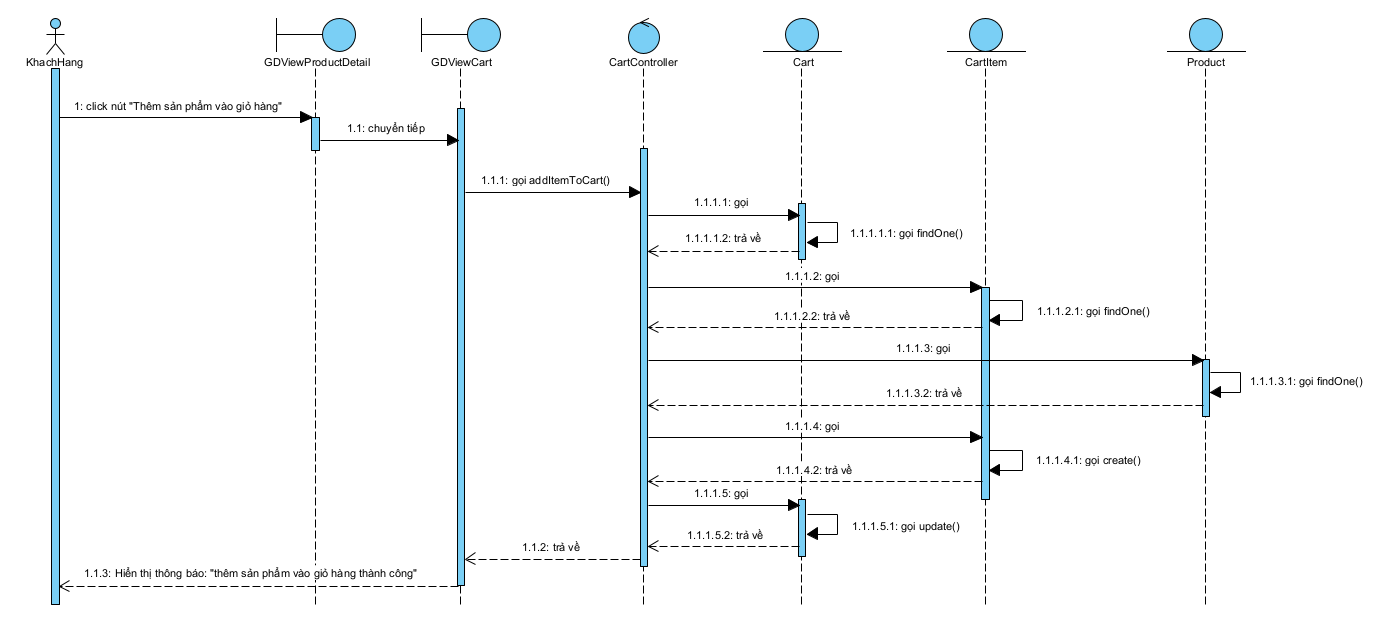 KhachHang
GDViewProductDetail
GDViewCart
CartController
Cart
CartItem
Product
1: click nút "Thêm sản phẩm vào giỏ hàng"
1.1: chuyển tiếp
1.1.1: gọi addItemToCart()
1.1.1.1: gọi
1.1.1.1.1: gọi findOne()
1.1.1.1.2: trả về
1.1.1.2: gọi
1.1.1.2.1: gọi findOne()
1.1.1.2.2: trả về
1.1.1.3: gọi
1.1.1.3.1: gọi findOne()
1.1.1.3.2: trả về
1.1.1.4: gọi
1.1.1.4.1: gọi create()
1.1.1.4.2: trả về
1.1.1.5: gọi
1.1.1.5.1: gọi update()
1.1.1.5.2: trả về
1.1.2: trả về
1.1.3: Hiển thị thông báo: "thêm sản phẩm vào giỏ hàng thành công"